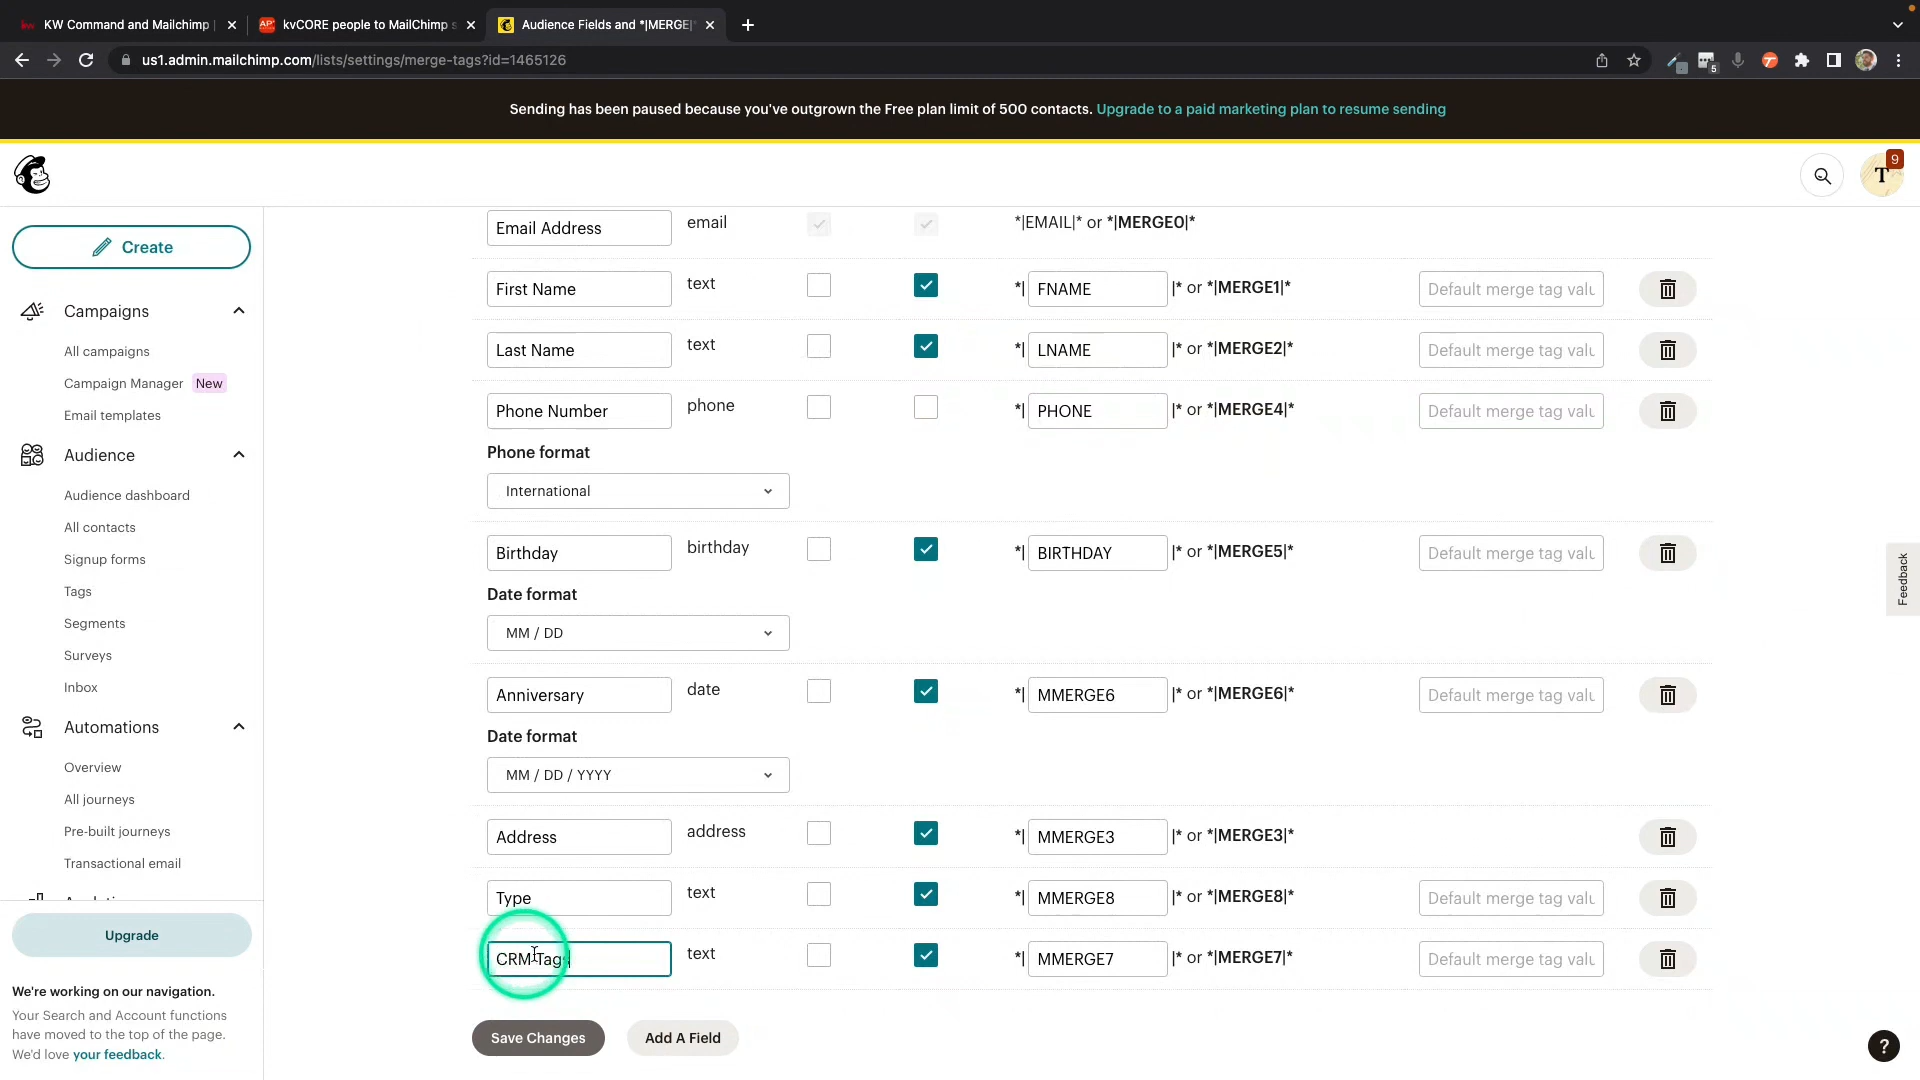 KW Command and Mailchimp |
kvCORE people to MailChimp s
Audience Fields and *|MERGE|*
us1.admin.mailchimp.com/lists/settings/merge-tags?id=1465126
5
Sending has been paused because you've outgrown the Free plan limit of 500 contacts. Upgrade to a paid marketing plan to resume sending
T
9
Create
Campaigns
All campaigns
Campaign Manager New
Email templates
Audience
Audience dashboard
All contacts
Signup forms
Tags
Segments
Surveys
Inbox
Automations
Overview
All journeys
Pre-built journeys
Transactional email
Upgrade
We're working on our navigation.
Your Search and Account functions
have moved to the top of the page.
We'd love your feedback.
Email Address email *|EMAIL|* or *|MERGE0|*
First Name text *| FNAME |* or *|MERGE1|* Default merge tag valu
Last Name text *| LNAME |* or *|MERGE2|* Default merge tag valu
Phone Number phone *| PHONE |* or *|MERGE4|* Default merge tag valu
Phone format
International
Birthday birthday *| BIRTHDAY |* or *|MERGE5|* Default merge tag valu
Date format
MM / DD
Anniversary date *| MMERGE6 |* or *|MERGE6|* Default merge tag valu
Date format
MM / DD / YYYY
Address address *| MMERGE3 |* or *|MERGE3|*
Type text *| MMERGE8 |* or *|MERGE8|* Default merge tag valu
CRM Tags text *| MMERGE7 |* or *|MERGE7|* Default merge tag valu
Save Changes
Add A Field
Feedback
?